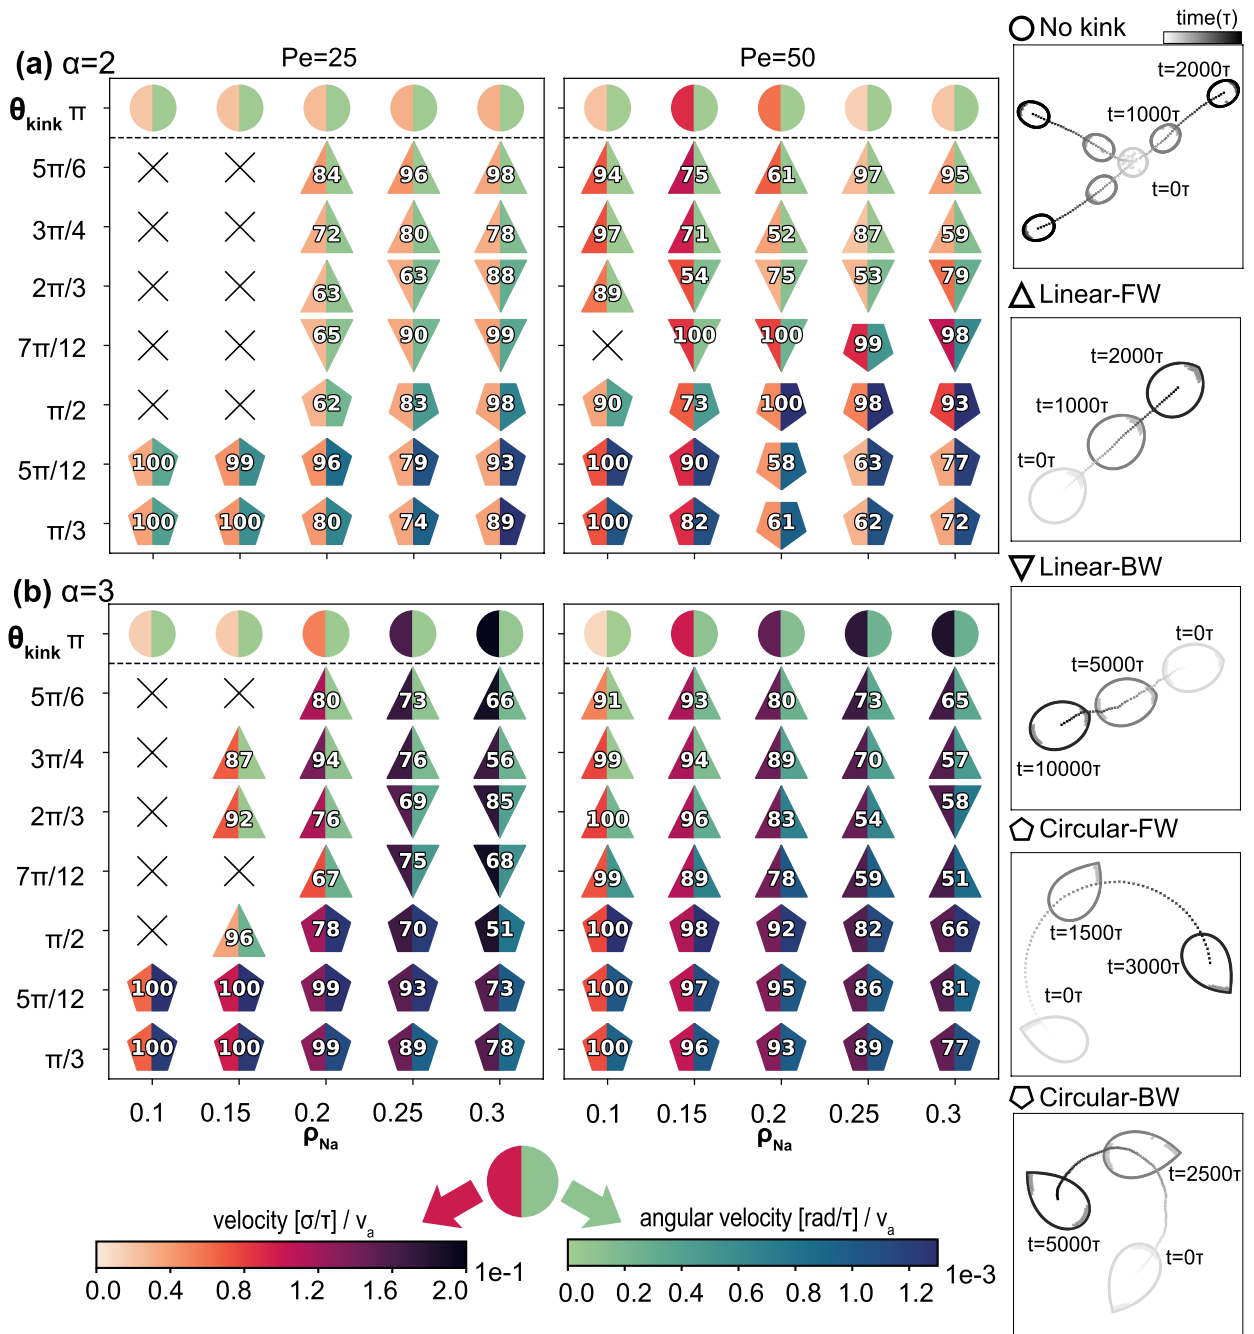 (a) α=2
Pe=25
Pe=50
θkink π
5π/6
84 96 98 94 75 61 97 95
3π/4
72 80 78 97 71 52 87 59
2π/3
63 63 88 89 54 75 53 79
7π/12
65 90 99 100 100 99 98
π/2
62 83 98 90 73 100 98 93
5π/12
100 99 96 79 93 100 90 58 63 77
π/3
100 100 80 74 89 100 82 61 62 72
(b) α=3
θkink π
5π/6
80 73 66 91 93 80 73 65
3π/4
87 94 76 56 99 94 89 70 57
2π/3
92 76 69 85 100 96 83 54 58
7π/12
67 75 68 99 89 78 59 51
π/2
96 78 70 51 100 98 92 82 66
5π/12
100 100 99 93 73 100 97 95 86 81
π/3
100 100 99 89 78 100 96 93 89 77
0.1 0.15 0.2 0.25 0.3
ρNa
0.1 0.15 0.2 0.25 0.3
ρNa
velocity [σ/τ] / va
0.0 0.4 0.8 1.2 1.6 2.0
1e-1
angular velocity [rad/τ] / va
0.0 0.2 0.4 0.6 0.8 1.0 1.2
1e-3
No kink
time(τ)
t=2000τ
t=1000τ
t=0τ
Linear-FW
t=2000τ
t=1000τ
t=0τ
Linear-BW
t=0τ
t=5000τ
t=10000τ
Circular-FW
t=1500τ
t=3000τ
t=0τ
Circular-BW
t=2500τ
t=5000τ
t=0τ